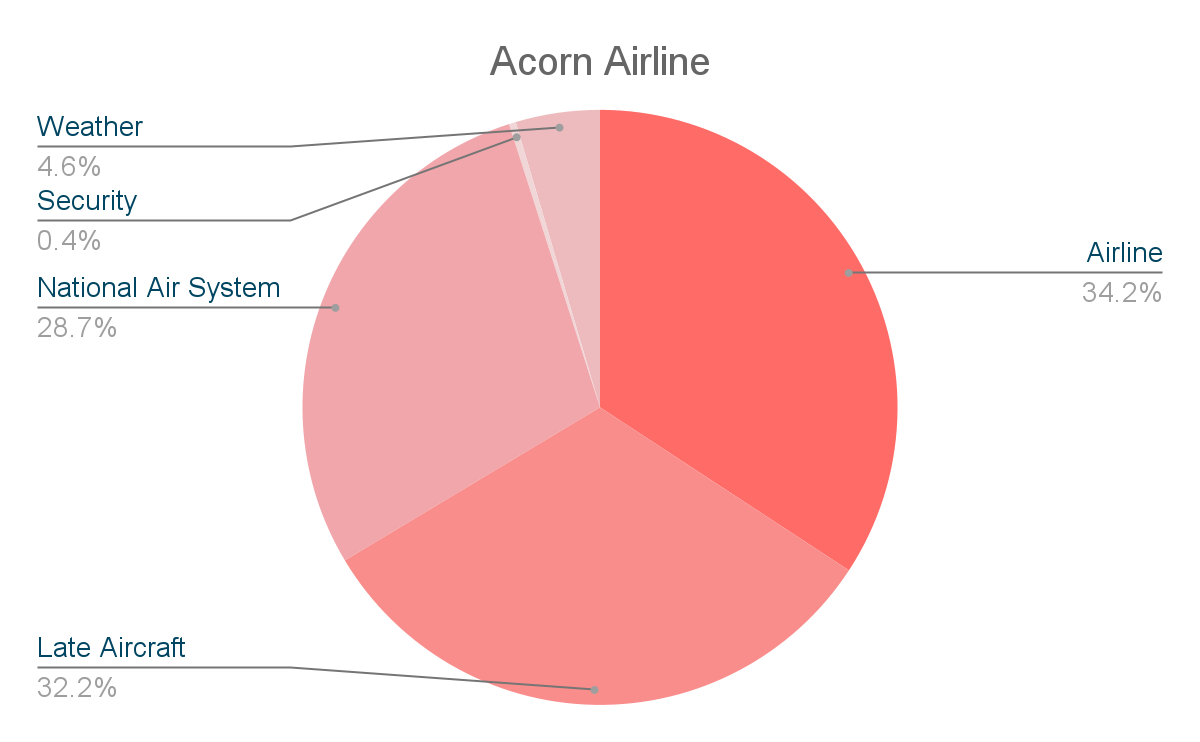 Acorn Airline
Weather
4.6%
Security
0.4%
National Air System
28.7%
Airline
34.2%
Late Aircraft
32.2%